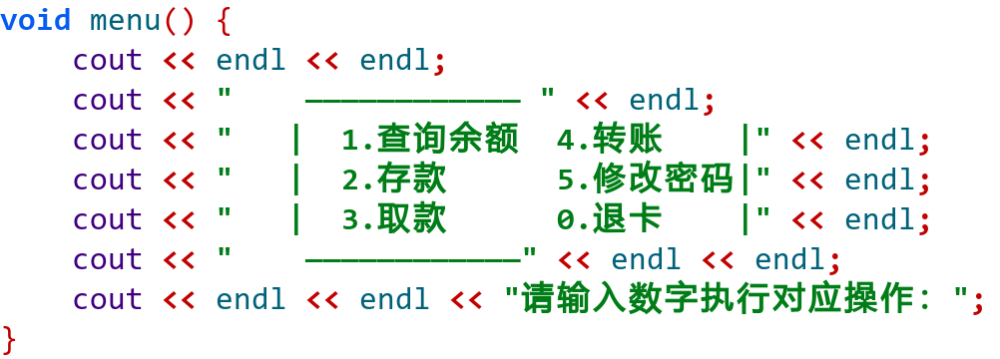 void menu() {
    cout << endl << endl;
    cout << "    ———————————— " << endl;
    cout << "   |  1.查询余额  4.转账    |" << endl;
    cout << "   |  2.存款      5.修改密码|" << endl;
    cout << "   |  3.取款      0.退卡    |" << endl;
    cout << "    ————————————" << endl << endl;
    cout << endl << endl << "请输入数字执行对应操作：";
}